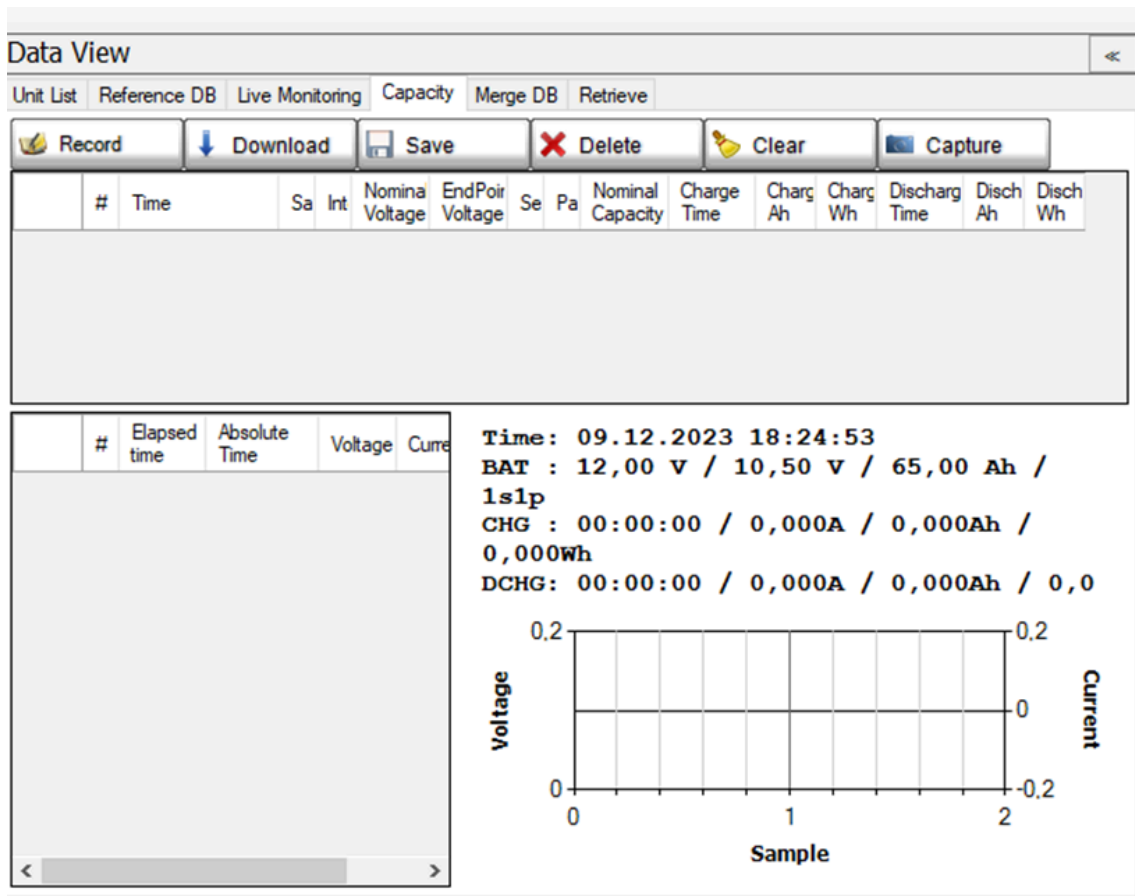 Data View
<<
Unit List Reference DB Live Monitoring Capacity Merge DB Retrieve
Record Download Save Delete Clear Capture
# Time Sa Int Nominal Voltage EndPoin Voltage Se Pa Nominal Capacity Charge Time Charg Ah Charg Wh Discharg Time Disch Ah Disch Wh
# Elapsed time Absolute Time Voltage Curre
Time: 09.12.2023 18:24:53
BAT : 12,00 V / 10,50 V / 65,00 Ah /
1s1p
CHG : 00:00:00 / 0,000A / 0,000Ah /
0,000Wh
DCHG: 00:00:00 / 0,000A / 0,000Ah / 0,0
0,2 0,2
Voltage
0
Current
0 -0,2
0 1 2
Sample
< >